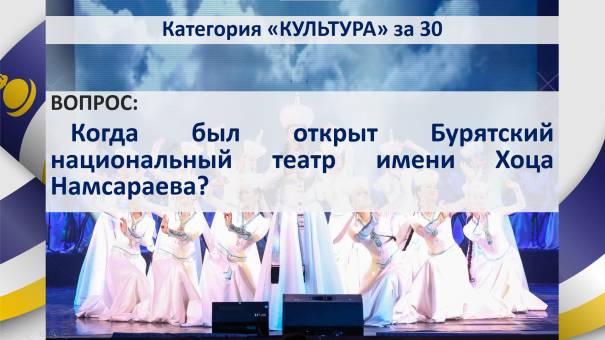 Категория «КУЛЬТУРА» за 30
ВОПРОС:
Когда был открыт Бурятский
национальный театр имени Хоца
Намсараева?